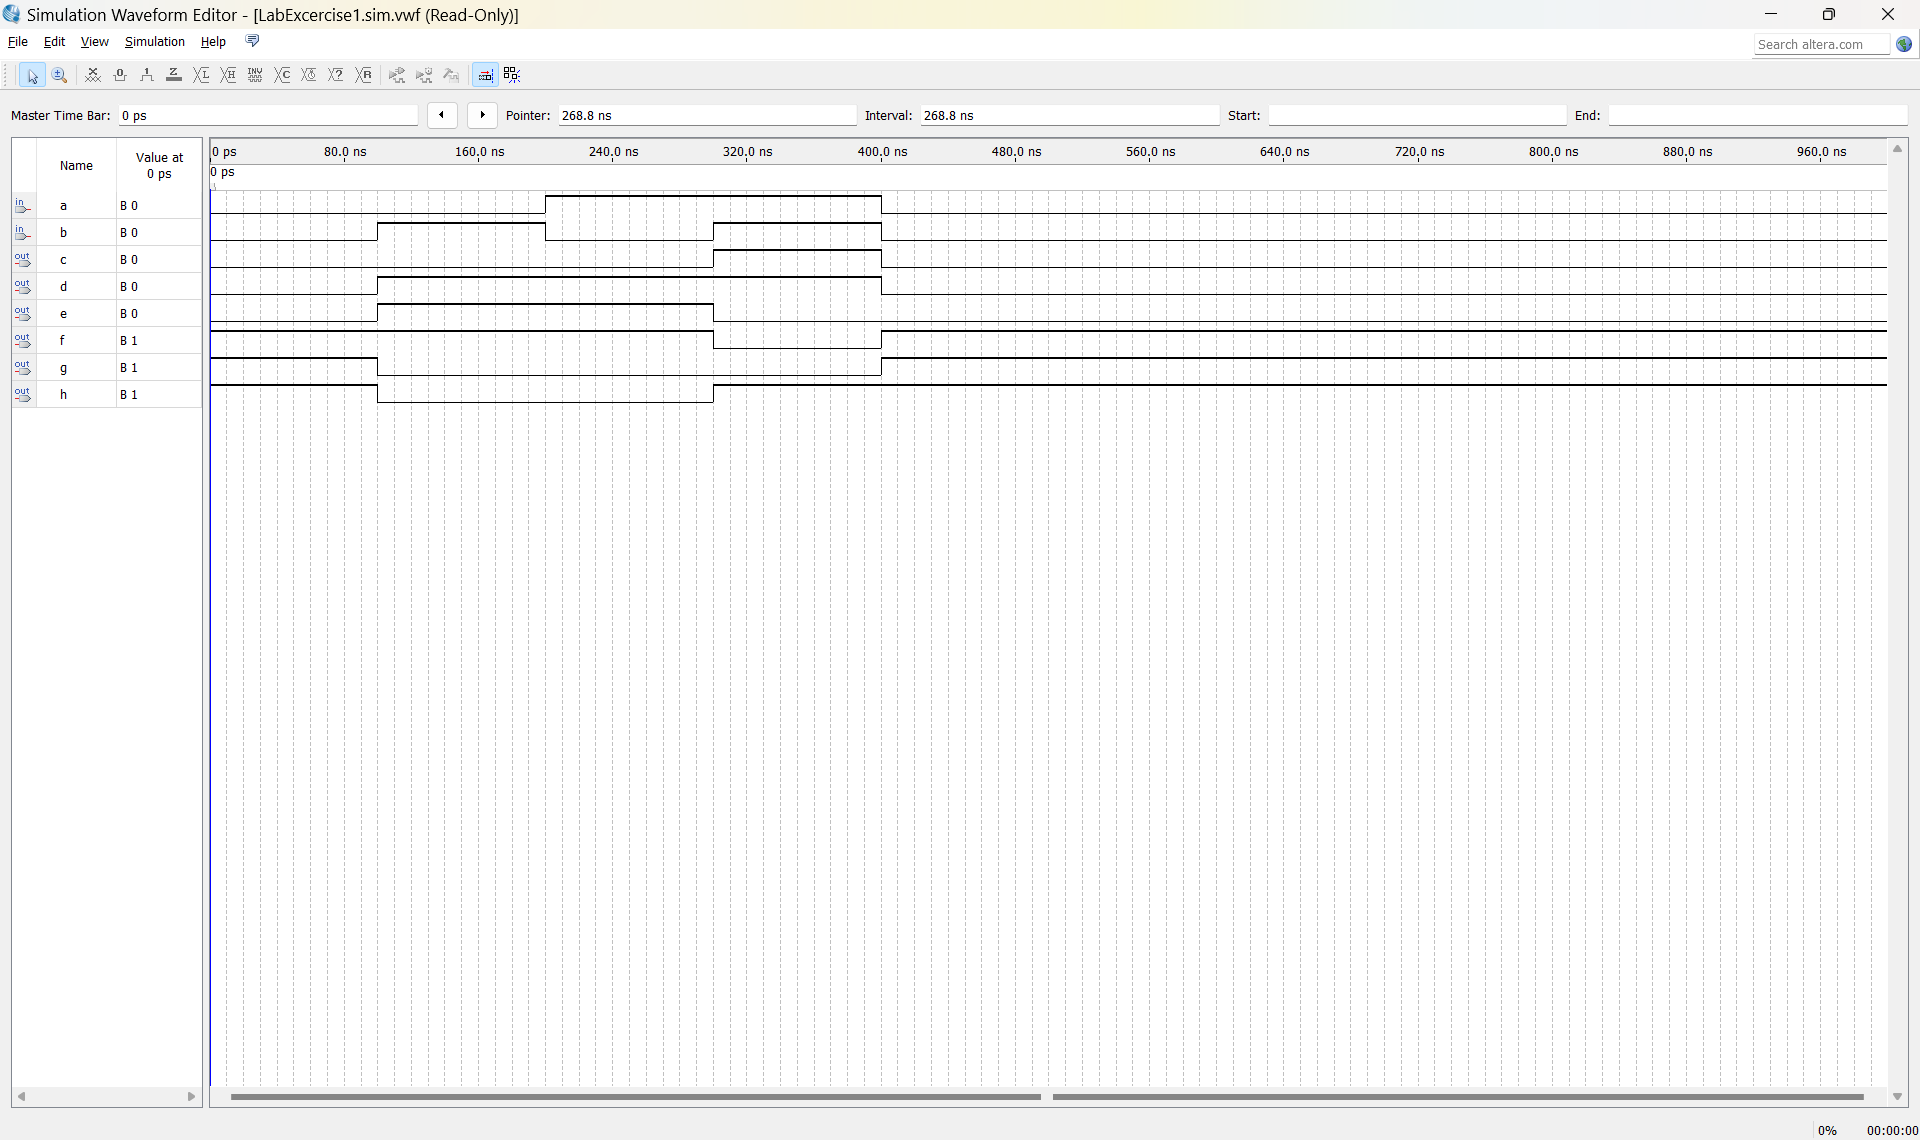 Simulation Waveform Editor - [LabExcercise1.sim.vwf (Read-Only)]
File Edit View Simulation Help
Search altera.com
Master Time Bar: 0 ps Pointer: 268.8 ns Interval: 268.8 ns Start: End:
Name Value at 0 ps
0 ps 80.0 ns 160.0 ns 240.0 ns 320.0 ns 400.0 ns 480.0 ns 560.0 ns 640.0 ns 720.0 ns 800.0 ns 880.0 ns 960.0 ns
0 ps
in a B 0
in b B 0
out c B 0
out d B 0
out e B 0
out f B 1
out g B 1
out h B 1
0% 00:00:00